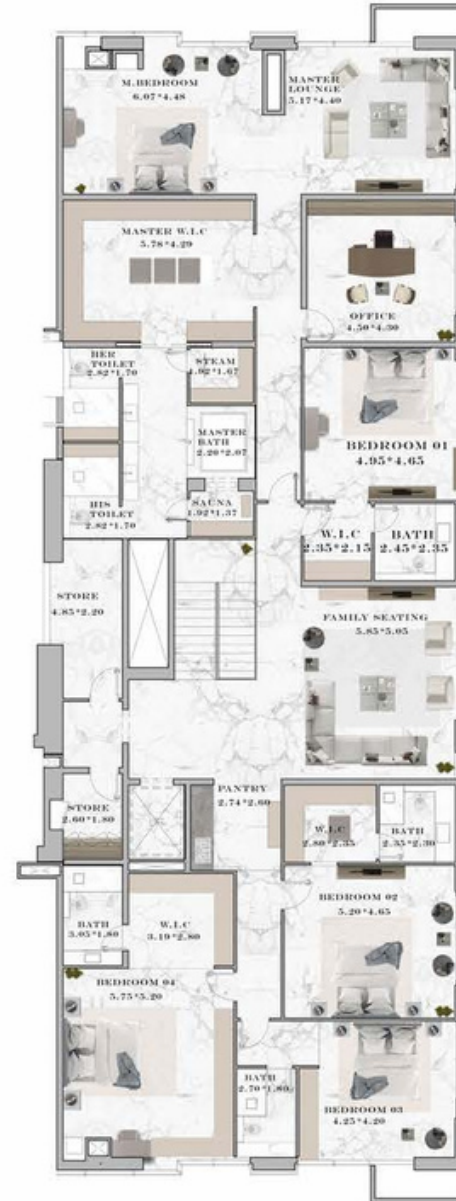 M.BEDROOM
6.07*4.48
MASTER
LOUNGE
5.17*4.40
MASTER W.I.C
5.78*4.29
OFFICE
4.50*4.30
HER
TOILET
2.82*1.70
STEAM
1.92*1.67
MASTER
BATH
2.20*2.07
BEDROOM 01
4.95*4.65
HIS
TOILET
2.82*1.70
SAUNA
1.92*1.37
W.I.C
2.35*2.15
BATH
2.45*2.35
STORE
4.85*2.20
FAMILY SEATING
5.85*5.05
STORE
2.60*1.80
PANTRY
2.74*2.60
W.I.C
2.80*2.35
BATH
2.35*2.30
BATH
3.05*1.80
W.I.C
3.19*2.80
BEDROOM 02
5.20*4.65
BEDROOM 04
5.75*5.20
BATH
2.70*1.80
BEDROOM 03
4.25*4.20